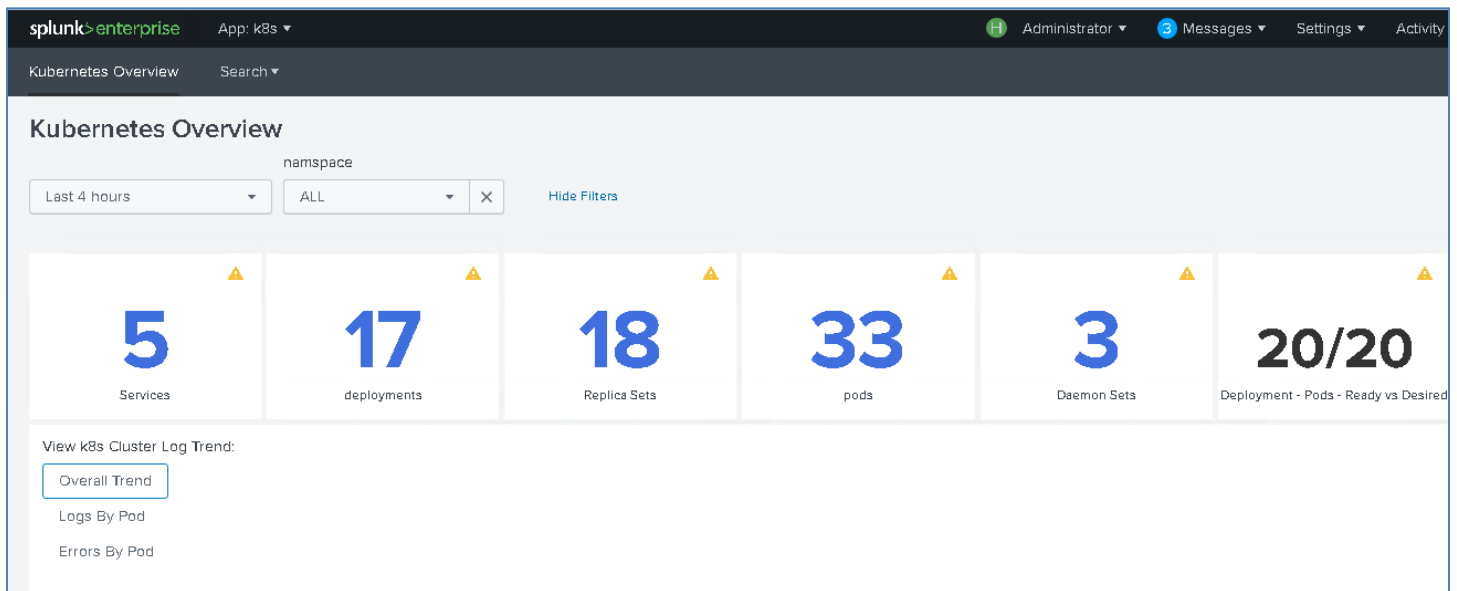 splunk>enterprise App: k8s H Administrator 3 Messages Settings Activity
Kubernetes Overview Search
Kubernetes Overview
namspace
Last 4 hours ALL Hide Filters
5 17 18 33 3 20/20
Services deployments Replica Sets pods Daemon Sets Deployment - Pods - Ready vs Desired
View k8s Cluster Log Trend:
Overall Trend
Logs By Pod
Errors By Pod